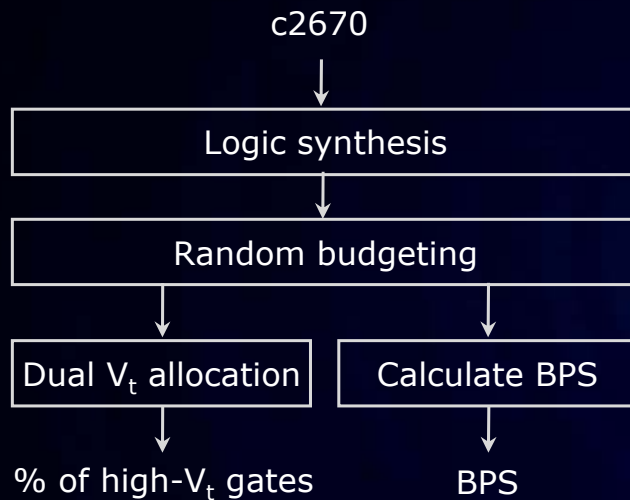 c2670
Logic synthesis
Random budgeting
Dual Vt allocation
Calculate BPS
% of high-Vt gates
BPS